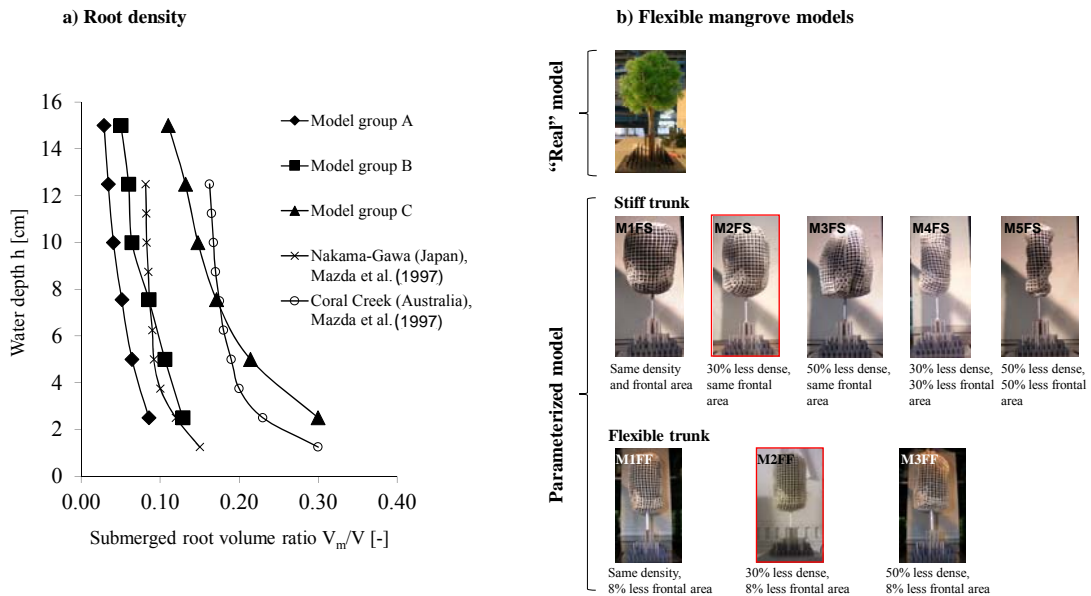 a) Root density
16
14
12
10
8
6
4
2
0
Water depth h [cm]
0.00 0.10 0.20 0.30 0.40
Submerged root volume ratio Vm/V [-]
Model group A
Model group B
Model group C
Nakama-Gawa (Japan),
Mazda et al. (1997)
Coral Creek (Australia),
Mazda et al. (1997)
b) Flexible mangrove models
“Real” model
Parameterized model
Stiff trunk
M1FS M2FS M3FS M4FS M5FS
Same density
and frontal area
30% less dense,
same frontal
area
50% less dense,
same frontal
area
30% less dense,
30% less frontal
area
50% less dense,
50% less frontal
area
Flexible trunk
M1FF M2FF M3FF
Same density,
8% less frontal area
30% less dense,
8% less frontal area
50% less dense,
8% less frontal area